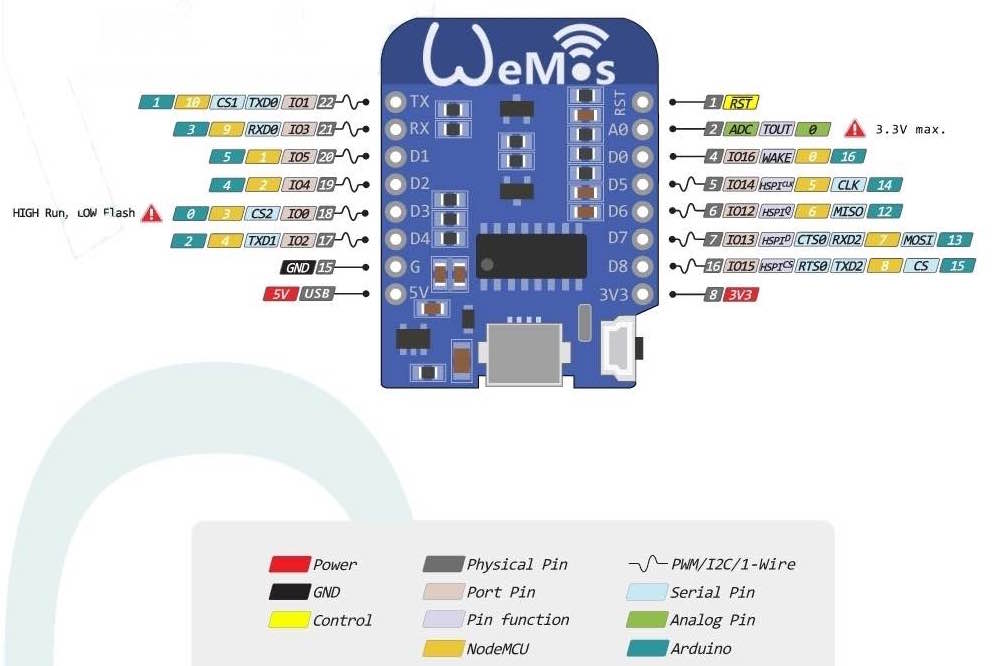 WeMos
1 10 CS1 TXD0 IO1 22 TX RST 1 RST
3 9 RXD0 IO3 21 RX A0 2 ADC TOUT 0 3.3V max.
5 1 IO5 20 D1 D0 4 IO16 WAKE 0 16
4 2 IO4 19 D2 D5 5 IO14 HSPICLK 5 CLK 14
HIGH Run, LOW Flash 0 3 CS2 IO0 18 D3 D6 6 IO12 HSPIQ 6 MISO 12
2 4 TXD1 IO2 17 D4 D7 7 IO13 HSPID CTS0 RXD2 7 MOSI 13
GND 15 G D8 16 IO15 HSPICS RTS0 TXD2 8 CS 15
5V USB 5V 3V3 8 3V3
Power Physical Pin PWM/I2C/1-Wire
GND Port Pin Serial Pin
Control Pin function Analog Pin
NodeMCU Arduino